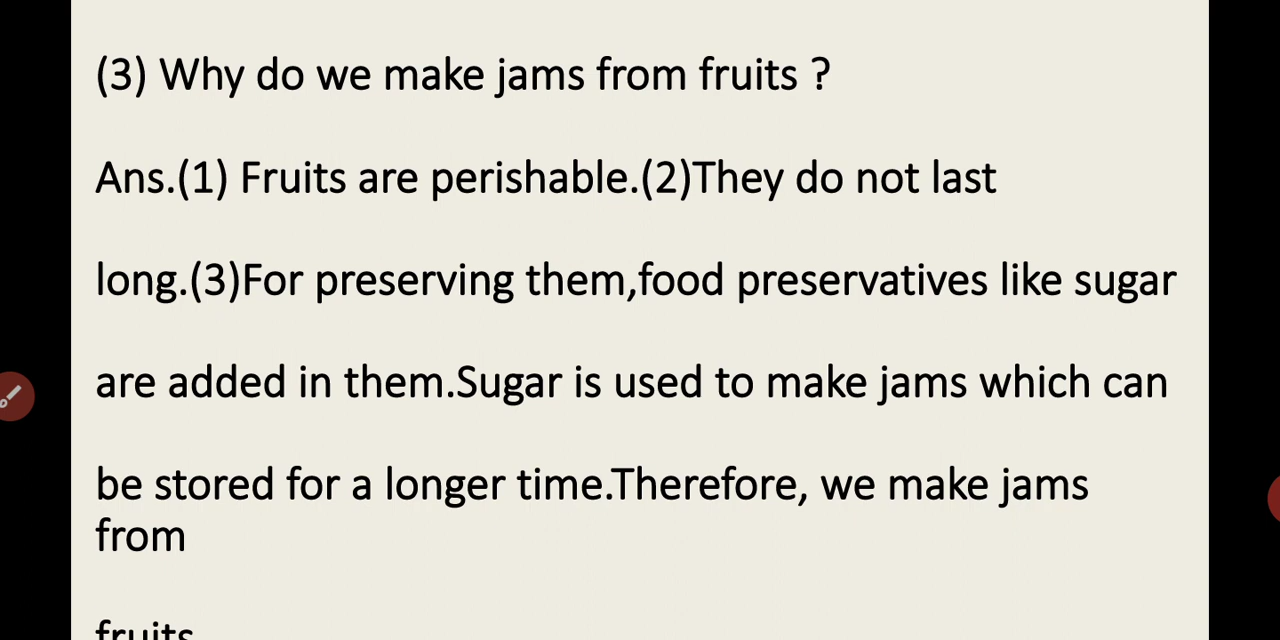 (3) Why do we make jams from fruits ?
Ans.(1) Fruits are perishable.(2)They do not last
long.(3)For preserving them,food preservatives like sugar
are added in them.Sugar is used to make jams which can
be stored for a longer time.Therefore, we make jams
from
fruits